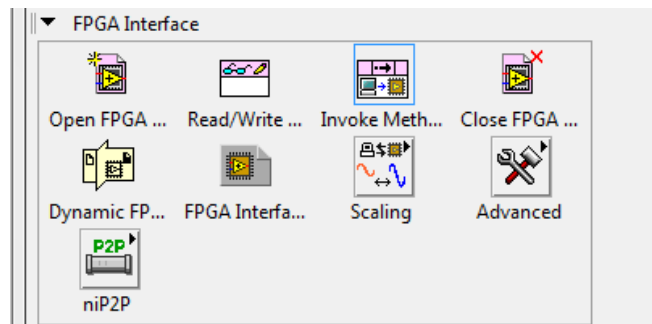 FPGA Interface
Open FPGA ... Read/Write ... Invoke Meth... Close FPGA ...
Dynamic FP... FPGA Interfa... Scaling Advanced
P2P
niP2P